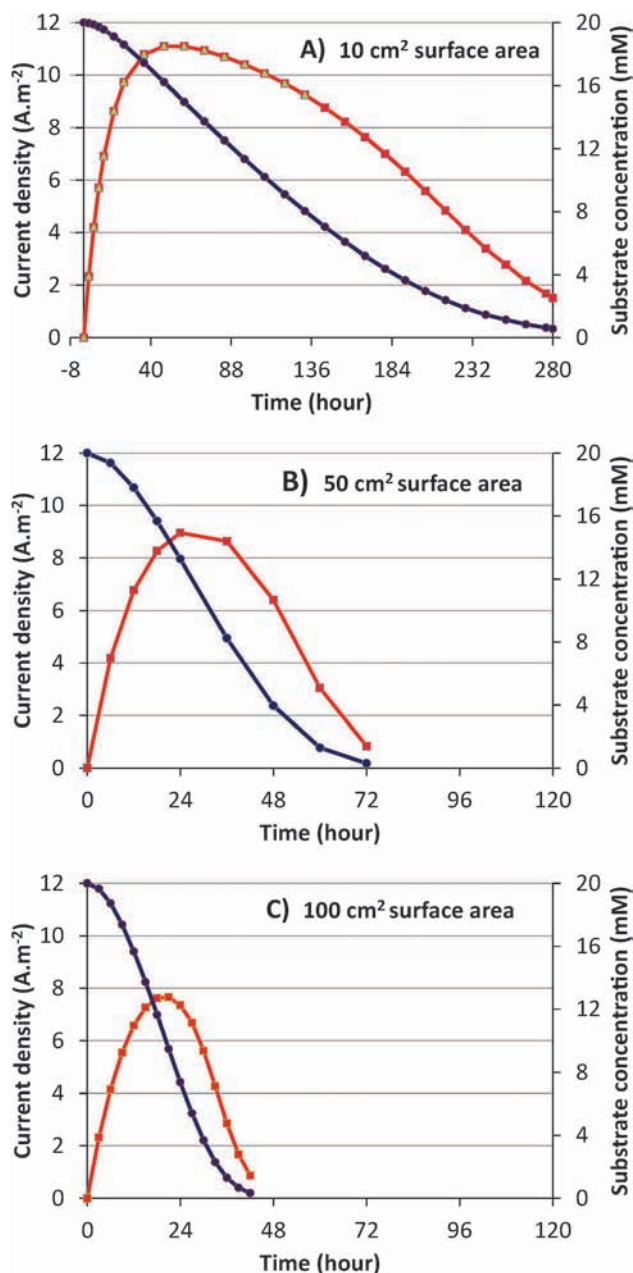 A) 10 cm² surface area
Current density (A.m⁻²)
12
10
8
6
4
2
0
Substrate concentration (mM)
20
16
12
8
4
0
-8 40 88 136 184 232 280
Time (hour)
B) 50 cm² surface area
Current density (A.m⁻²)
12
10
8
6
4
2
0
Substrate concentration (mM)
20
16
12
8
4
0
0 24 48 72 96 120
Time (hour)
C) 100 cm² surface area
Current density (A.m⁻²)
12
10
8
6
4
2
0
Substrate concentration (mM)
20
16
12
8
4
0
0 24 48 72 96 120
Time (hour)